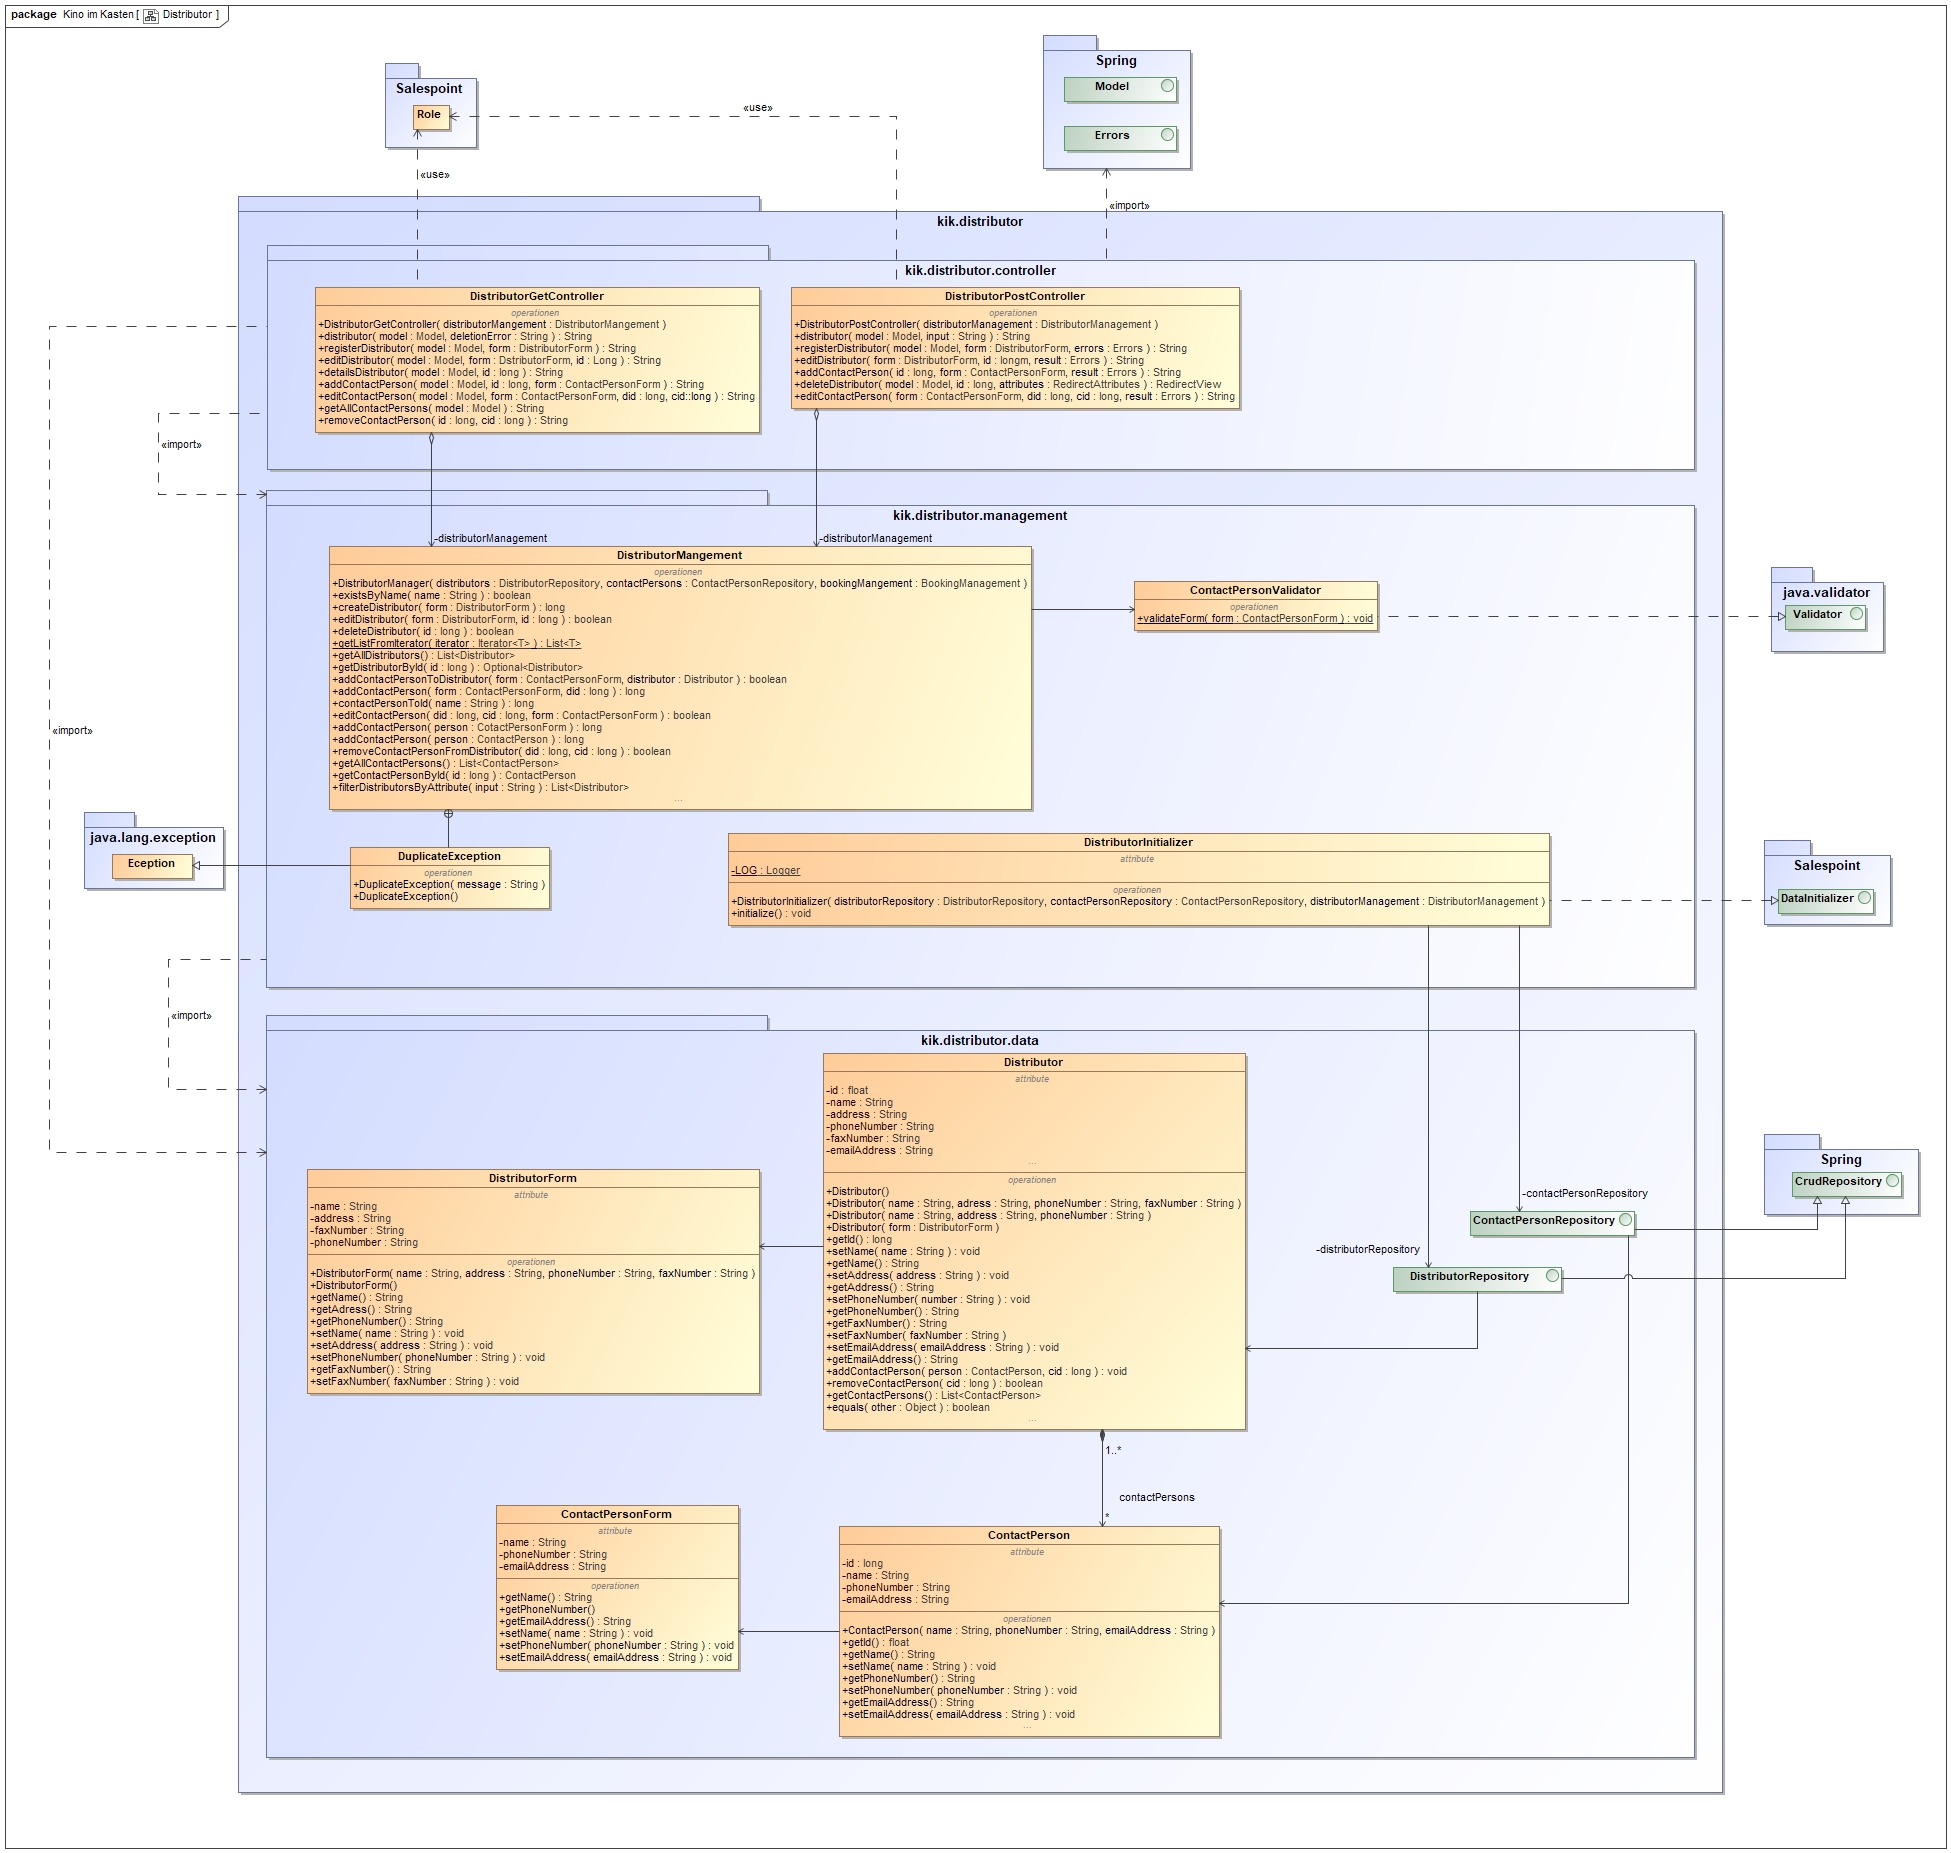 package Kino im Kasten [ Distributor ]
Salespoint
Role
Spring
Model
Errors
«use»
«use»
«import»
kik.distributor
kik.distributor.controller
DistributorGetController
operationen
+DistributorGetController( distributorMangement : DistributorMangement )
+distributor( model : Model, deletionError : String ) : String
+registerDistributor( model : Model, form : DistributorForm ) : String
+editDistributor( model : Model, form : DstributorForm, id : Long ) : String
+detailsDistributor( model : Model, id : long ) : String
+addContactPerson( model : Model, id : long, form : ContactPersonForm ) : String
+editContactPerson( model : Model, form : ContactPersonForm, did : long, cid::long ) : String
+getAllContactPersons( model : Model ) : String
+removeContactPerson( id : long, cid : long ) : String
DistributorPostController
operationen
+DistributorPostController( distributorManagement : DistributorManagement )
+distributor( model : Model, input : String ) : String
+registerDistributor( model : Model, form : DistributorForm, errors : Errors ) : String
+editDistributor( form : DistributorForm, id : longm, result : Errors ) : String
+addContactPerson( id : long, form : ContactPersonForm, result : Errors ) : String
+deleteDistributor( model : Model, id : long, attributes : RedirectAttributes ) : RedirectView
+editContactPerson( form : ContactPersonForm, did : long, cid : long, result : Errors ) : String
«import»
kik.distributor.management
-distributorManagement
-distributorManagement
DistributorMangement
operationen
+DistributorManager( distributors : DistributorRepository, contactPersons : ContactPersonRepository, bookingMangement : BookingManagement )
+existsByName( name : String ) : boolean
+createDistributor( form : DistributorForm ) : long
+editDistributor( form : DistributorForm, id : long ) : boolean
+deleteDistributor( id : long ) : boolean
+getListFromIterator( iterator : Iterator<T> ) : List<T>
+getAllDistributors() : List<Distributor>
+getDistributorById( id : long ) : Optional<Distributor>
+addContactPersonToDistributor( form : ContactPersonForm, distributor : Distributor ) : boolean
+addContactPerson( form : ContactPersonForm, did : long ) : long
+contactPersonToId( name : String ) : long
+editContactPerson( did : long, cid : long, form : ContactPersonForm ) : boolean
+addContactPerson( person : CotactPersonForm ) : long
+addContactPerson( person : ContactPerson ) : long
+removeContactPersonFromDistributor( did : long, cid : long ) : boolean
+getAllContactPersons() : List<ContactPerson>
+getContactPersonById( id : long ) : ContactPerson
+filterDistributorsByAttribute( input : String ) : List<Distributor>
...
ContactPersonValidator
operationen
+validateForm( form : ContactPersonForm ) : void
java.validator
Validator
«import»
java.lang.exception
Eception
DuplicateException
operationen
+DuplicateException( message : String )
+DuplicateException()
DistributorInitializer
attribute
-LOG : Logger
operationen
+DistributorInitializer( distributorRepository : DistributorRepository, contactPersonRepository : ContactPersonRepository, distributorManagement : DistributorManagement )
+initialize() : void
Salespoint
DataInitializer
«import»
kik.distributor.data
Distributor
attribute
-id : float
-name : String
-address : String
-phoneNumber : String
-faxNumber : String
-emailAddress : String
...
operationen
+Distributor()
+Distributor( name : String, adress : String, phoneNumber : String, faxNumber : String )
+Distributor( name : String, address : String, phoneNumber : String )
+Distributor( form : DistributorForm )
+getId() : long
+setName( name : String ) : void
+getName() : String
+setAddress( address : String ) : void
+getAddress() : String
+setPhoneNumber( number : String ) : void
+getPhoneNumber() : String
+getFaxNumber() : String
+setFaxNumber( faxNumber : String )
+setEmailAddress( emailAddress : String ) : void
+getEmailAddress() : String
+addContactPerson( person : ContactPerson, cid : long ) : void
+removeContactPerson( cid : long ) : boolean
+getContactPersons() : List<ContactPerson>
+equals( other : Object ) : boolean
...
DistributorForm
attribute
-name : String
-address : String
-faxNumber : String
-phoneNumber : String
operationen
+DistributorForm( name : String, address : String, phoneNumber : String, faxNumber : String )
+DistributorForm()
+getName() : String
+getAdress() : String
+getPhoneNumber() : String
+setName( name : String ) : void
+setAddress( address : String ) : void
+setPhoneNumber( phoneNumber : String ) : void
+getFaxNumber() : String
+setFaxNumber( faxNumber : String ) : void
Spring
CrudRepository
-contactPersonRepository
ContactPersonRepository
-distributorRepository
DistributorRepository
1..*
contactPersons
*
ContactPersonForm
attribute
-name : String
-phoneNumber : String
-emailAddress : String
operationen
+getName() : String
+getPhoneNumber()
+getEmailAddress() : String
+setName( name : String ) : void
+setPhoneNumber( phoneNumber : String ) : void
+setEmailAddress( emailAddress : String ) : void
ContactPerson
attribute
-id : long
-name : String
-phoneNumber : String
-emailAddress : String
operationen
+ContactPerson( name : String, phoneNumber : String, emailAddress : String )
+getId() : float
+getName() : String
+setName( name : String ) : void
+getPhoneNumber() : String
+setPhoneNumber( phoneNumber : String ) : void
+getEmailAddress() : String
+setEmailAddress( emailAddress : String ) : void
...